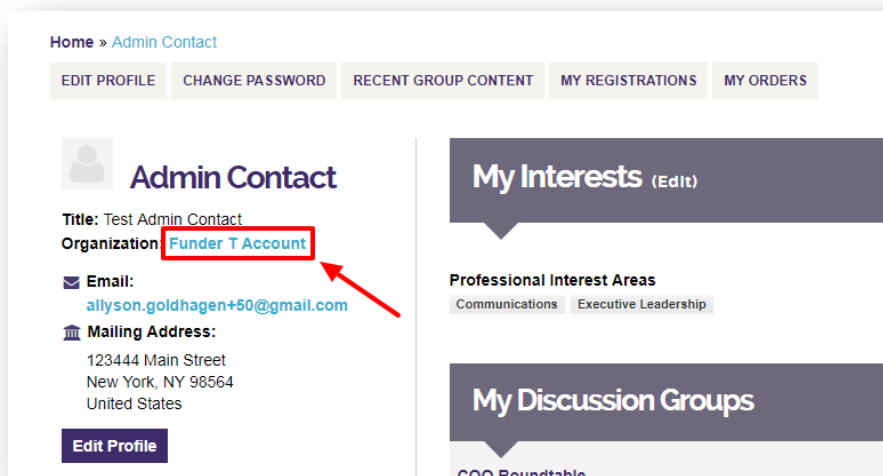 Home » Admin Contact
EDIT PROFILE CHANGE PASSWORD RECENT GROUP CONTENT MY REGISTRATIONS MY ORDERS
Admin Contact
Title: Test Admin Contact
Organization: Funder T Account
Email:
allyson.goldhagen+50@gmail.com
Mailing Address:
123444 Main Street
New York, NY 98564
United States
Edit Profile
My Interests (Edit)
Professional Interest Areas
Communications Executive Leadership
My Discussion Groups
COO Roundtable